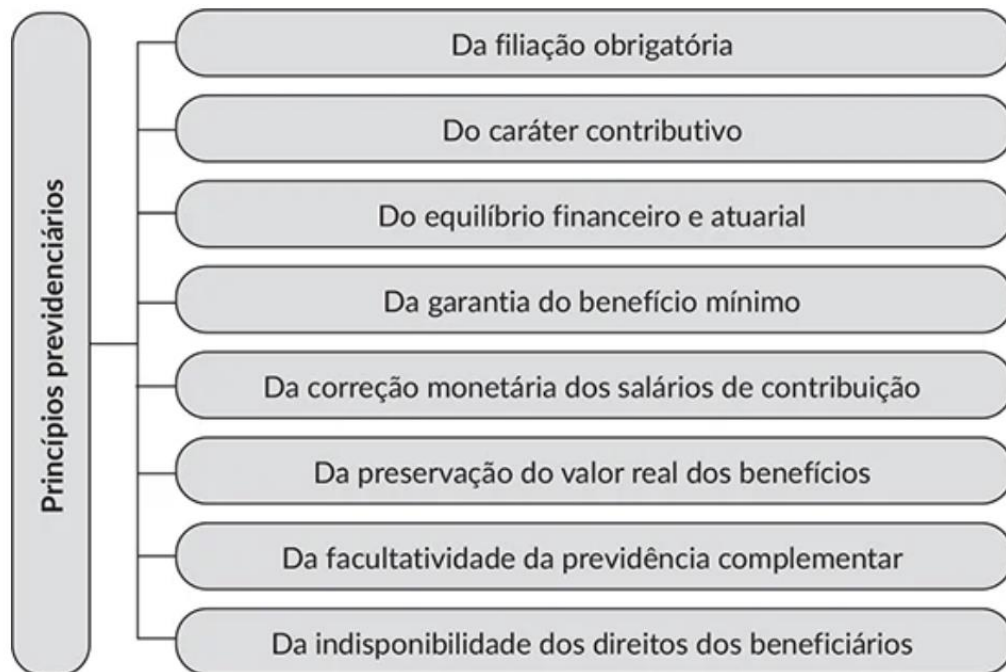 Princípios previdenciários
Da filiação obrigatória
Do caráter contributivo
Do equilíbrio financeiro e atuarial
Da garantia do benefício mínimo
Da correção monetária dos salários de contribuição
Da preservação do valor real dos benefícios
Da facultatividade da previdência complementar
Da indisponibilidade dos direitos dos beneficiários